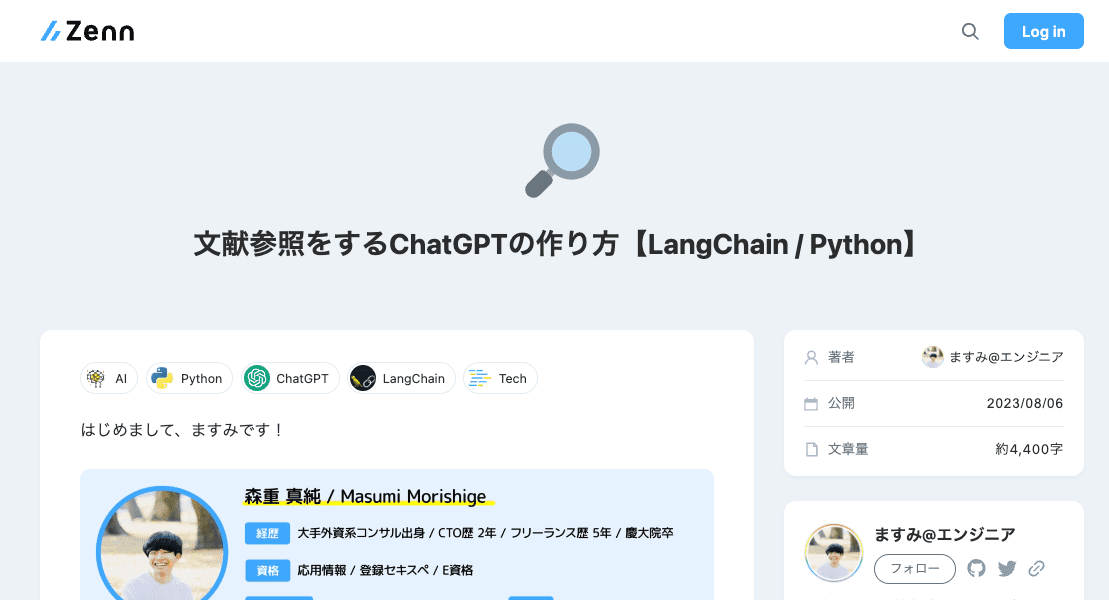 Zenn
Log in
文献参照をするChatGPTの作り方【LangChain / Python】
AI Python ChatGPT LangChain Tech
はじめまして、ますみです！
森重 真純 / Masumi Morishige
経歴 大手外資系コンサル出身 / CTO歴 2年 / フリーランス歴 5年 / 慶大院卒
資格 応用情報 / 登録セキスペ / E資格
著者 ますみ@エンジニア
公開 2023/08/06
文章量 約4,400字
ますみ@エンジニア
フォロー